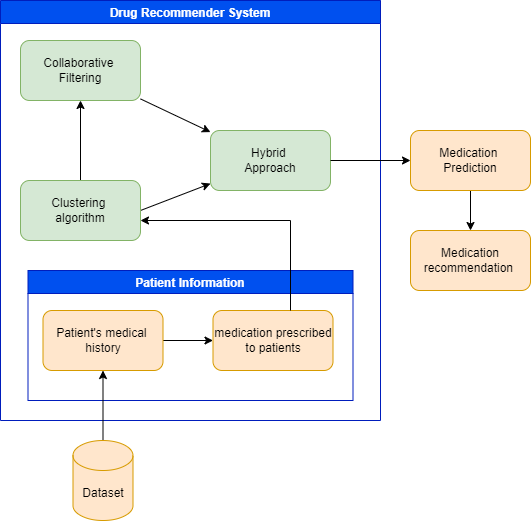 Drug Recommender System
Collaborative
Filtering
Hybrid
Approach
Medication
Prediction
Clustering
algorithm
Medication
recommendation
Patient Information
Patient's medical
history
medication prescribed
to patients
Dataset